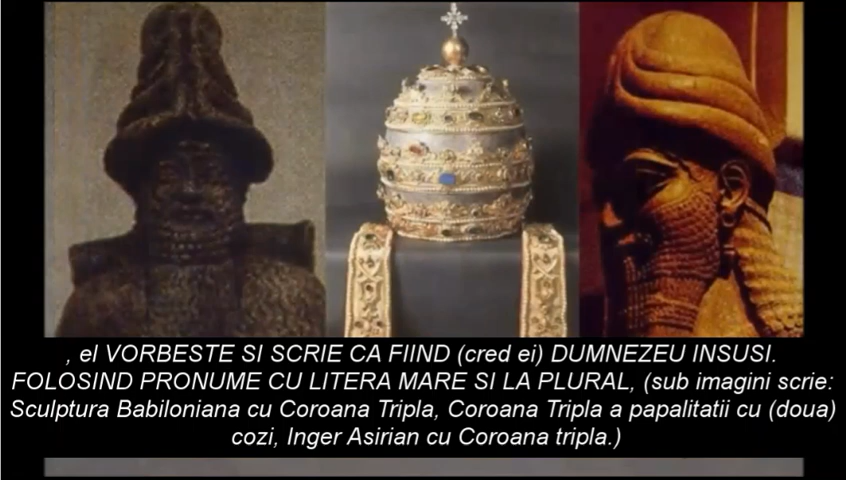 , el VORBESTE SI SCRIE CA FIIND (cred ei) DUMNEZEU INSUSI.
FOLOSIND PRONUME CU LITERA MARE SI LA PLURAL, (sub imagini scrie:
Sculptura Babiloniana cu Coroana Tripla, Coroana Tripla a papalitatii cu (doua)
cozi, Inger Asirian cu Coroana tripla.)